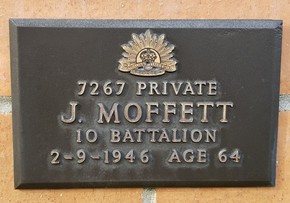 7267 PRIVATE
J. MOFFETT
10 BATTALION
2-9-1946 AGE 64